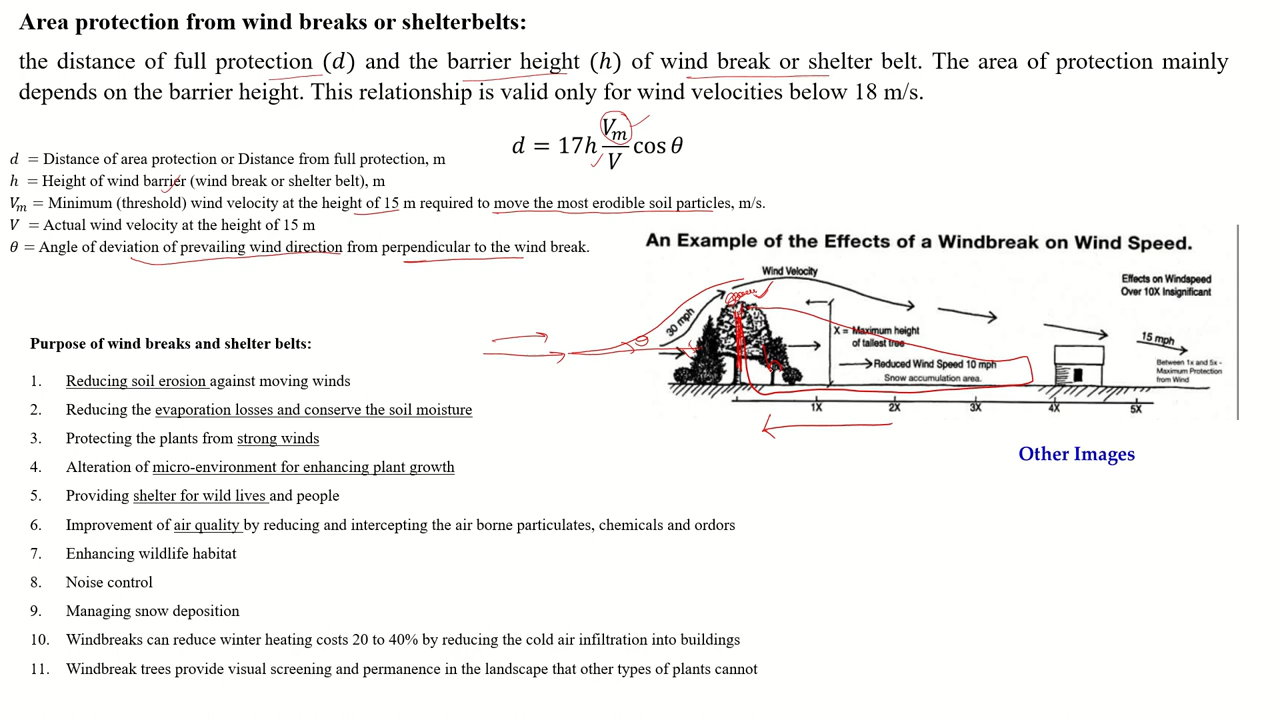 Area protection from wind breaks or shelterbelts:
the distance of full protection (d) and the barrier height (h) of wind break or shelter belt. The area of protection mainly
depends on the barrier height. This relationship is valid only for wind velocities below 18 m/s.
d = 17h V_m/V cos θ
d = Distance of area protection or Distance from full protection, m
h = Height of wind barrier (wind break or shelter belt), m
V_m = Minimum (threshold) wind velocity at the height of 15 m required to move the most erodible soil particles, m/s.
V = Actual wind velocity at the height of 15 m
θ = Angle of deviation of prevailing wind direction from perpendicular to the wind break.
An Example of the Effects of a Windbreak on Wind Speed.
Wind Velocity
Effects on Windspeed
Over 10X Insignificant
30 mph
X = Maximum height
of tallest tree
Reduced Wind Speed 10 mph
Snow accumulation area.
15 mph
Between 1x and 5x -
Maximum Protection
from Wind
1X 2X 3X 4X 5X
Other Images
Purpose of wind breaks and shelter belts:
1. Reducing soil erosion against moving winds
2. Reducing the evaporation losses and conserve the soil moisture
3. Protecting the plants from strong winds
4. Alteration of micro-environment for enhancing plant growth
5. Providing shelter for wild lives and people
6. Improvement of air quality by reducing and intercepting the air borne particulates, chemicals and ordors
7. Enhancing wildlife habitat
8. Noise control
9. Managing snow deposition
10. Windbreaks can reduce winter heating costs 20 to 40% by reducing the cold air infiltration into buildings
11. Windbreak trees provide visual screening and permanence in the landscape that other types of plants cannot